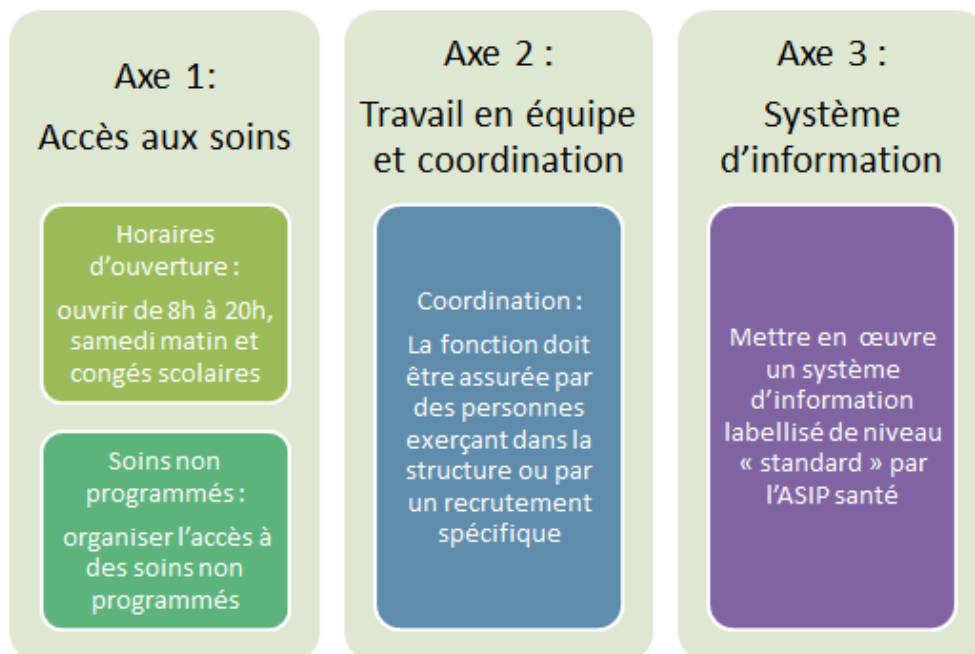 Axe 1:
Accès aux soins
Horaires
d’ouverture :
ouvrir de 8h à 20h,
samedi matin et
congés scolaires
Soins non
programmés :
organiser l’accès à
des soins non
programmés
Axe 2 :
Travail en équipe
et coordination
Coordination :
La fonction doit
être assurée par
des personnes
exerçant dans la
structure ou par
un recrutement
spécifique
Axe 3 :
Système
d’information
Mettre en œuvre
un système
d’information
labellisé de niveau
« standard » par
l’ASIP santé